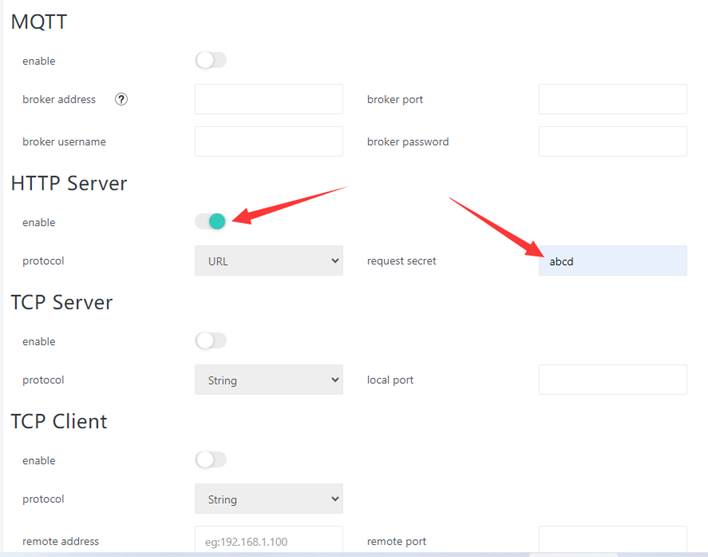 MQTT
enable
broker address ? broker port
broker username broker password
HTTP Server
enable
protocol URL request secret abcd
TCP Server
enable
protocol String local port
TCP Client
enable
protocol String
remote address eg:192.168.1.100 remote port